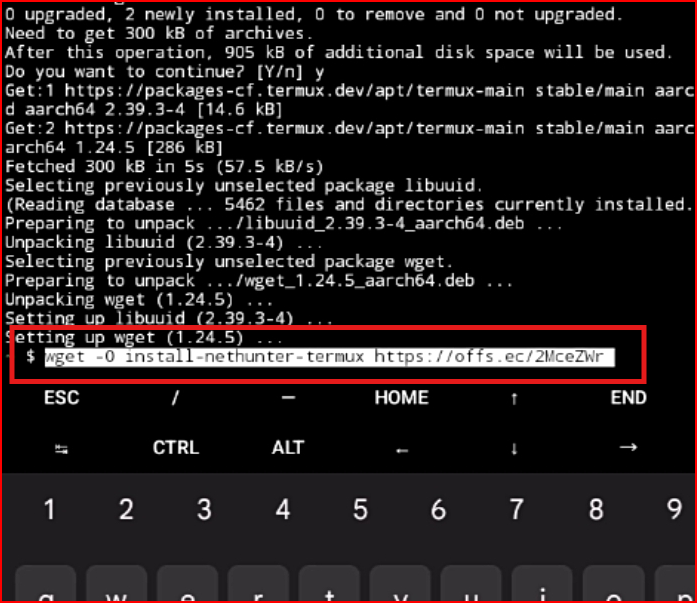 0 upgraded, 2 newly installed, 0 to remove and 0 not upgraded.
Need to get 300 kB of archives.
After this operation, 905 kB of additional disk space will be used.
Do you want to continue? [Y/n] y
Get:1 https://packages-cf.termux.dev/apt/termux-main stable/main aarc
d aarch64 2.39.3-4 [14.6 kB]
Get:2 https://packages-cf.termux.dev/apt/termux-main stable/main aarc
arch64 1.24.5 [286 kB]
Fetched 300 kB in 5s (57.5 kB/s)
Selecting previously unselected package libuuid.
(Reading database ... 5462 files and directories currently installed.
Preparing to unpack .../libuuid_2.39.3-4_aarch64.deb ...
Unpacking libuuid (2.39.3-4) ...
Selecting previously unselected package wget.
Preparing to unpack .../wget_1.24.5_aarch64.deb ...
Unpacking wget (1.24.5) ...
Setting up libuuid (2.39.3-4) ...
Setting up wget (1.24.5) ...
~ $ wget -O install-nethunter-termux https://offs.ec/2MceZWr
ESC / — HOME ↑ END
↹ CTRL ALT ← ↓ →
1 2 3 4 5 6 7 8 9
q w e r t y u i o p